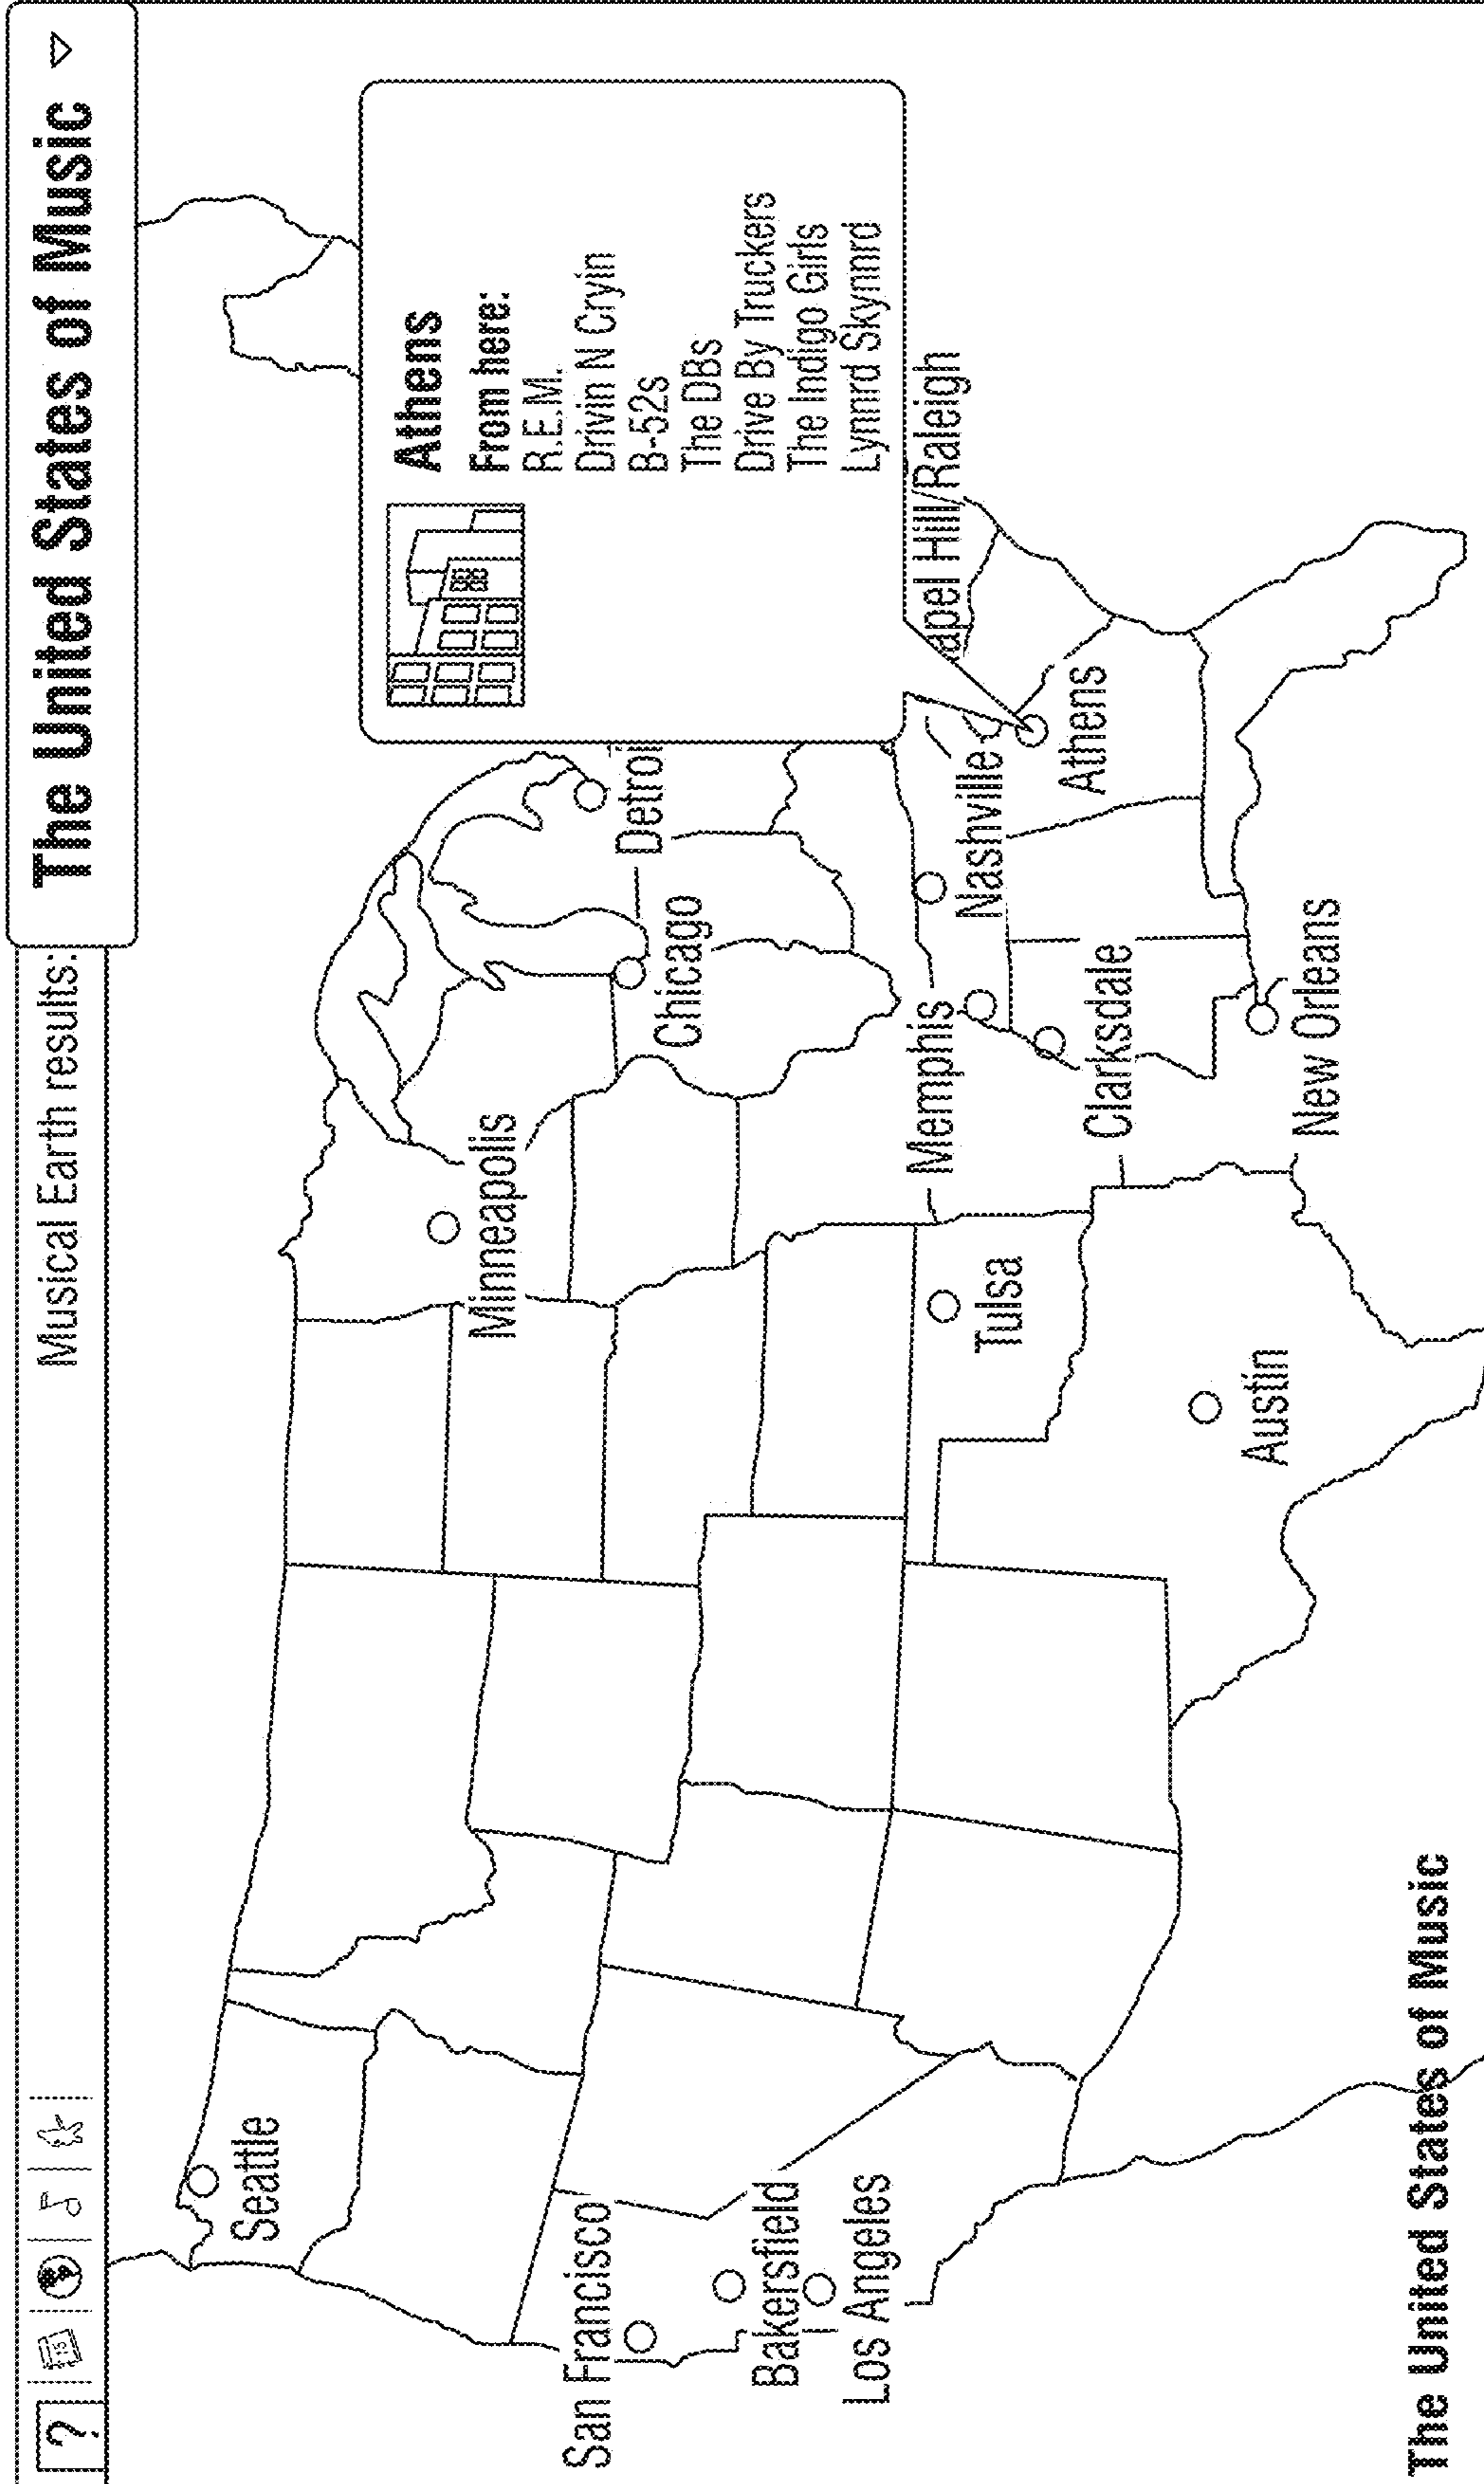 ?
15
Musical Earth results:
The United States of Music
Athens
From here:
R.E.M.
Drivin N Cryin
B-52s
The DBs
Drive By Truckers
The Indigo Girls
Lynnrd Skynnrd
Seattle
Minneapolis
Detroi
Chicago
San Francisco
Bakersfield
Los Angeles
apel Hill/Raleigh
Nashville
Athens
Memphis
Tulsa
Clarksdale
Austin
New Orleans
The United States of Music